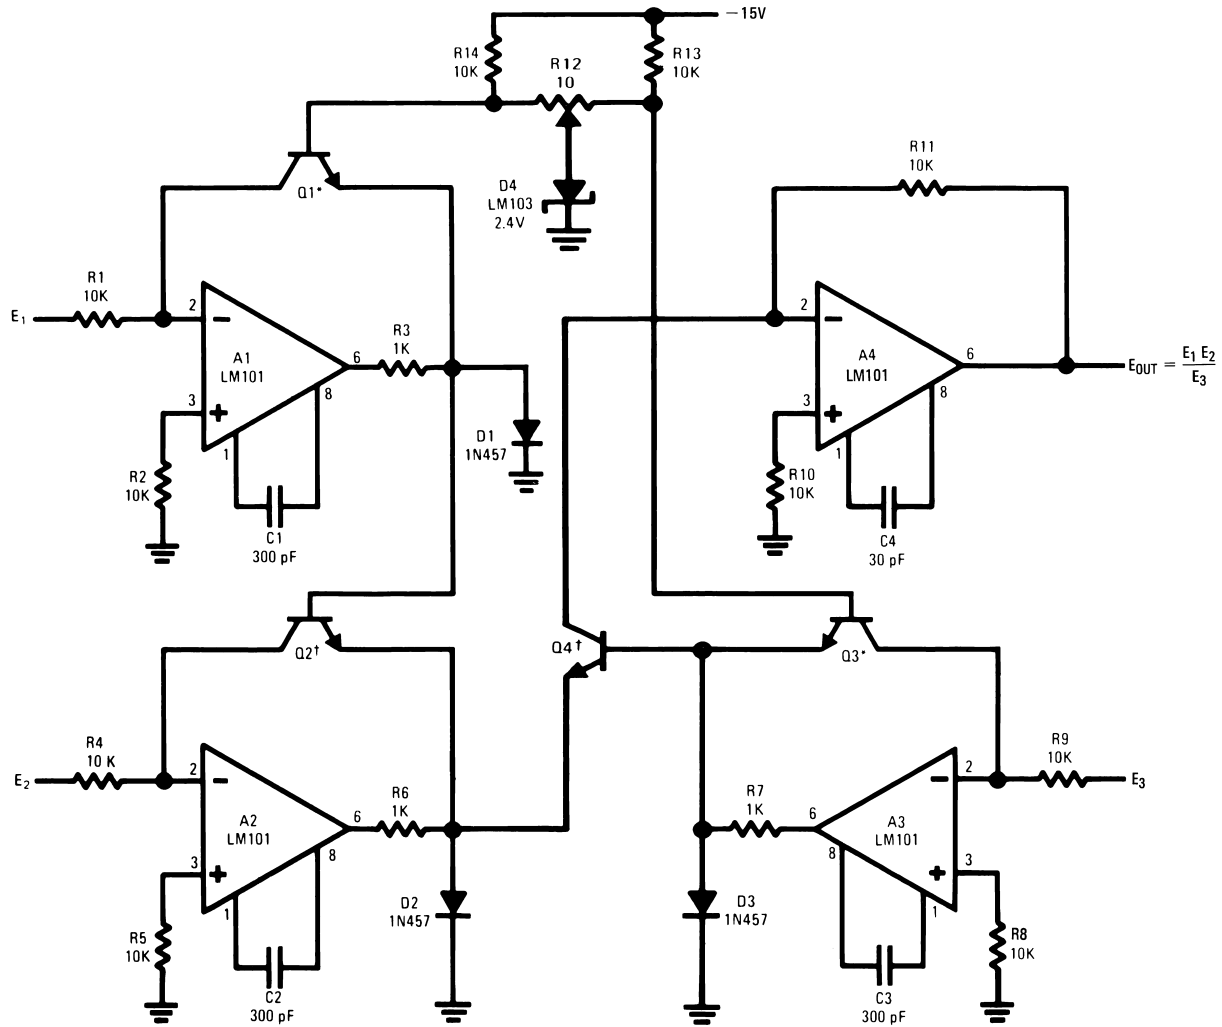 −15V
R14
10K
R12
10
R13
10K
Q1*
D4
LM103
2.4V
R11
10K
R1
10K
E1
2
A1
LM101
3
+
1
8
6
R3
1K
R2
10K
C1
300 pF
D1
1N457
2
A4
LM101
3
+
1
8
6
EOUT = E1 E2
E3
R10
10K
C4
30 pF
Q2†
Q4†
Q3*
R4
10 K
E2
2
A2
LM101
3
+
1
8
6
R6
1K
R5
10K
C2
300 pF
D2
1N457
D3
1N457
R7
1K
6
A3
LM101
2
3
+
8
1
R9
10K
E3
R8
10K
C3
300 pF